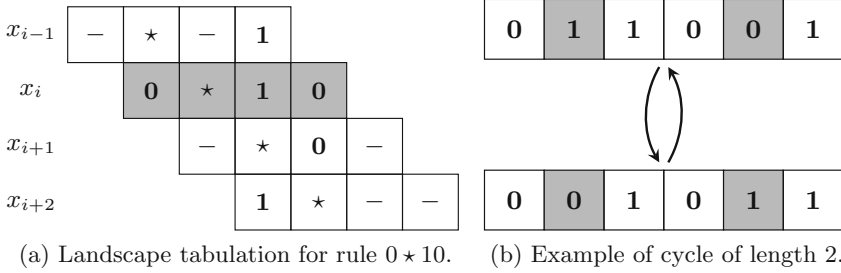 x_{i−1} − ⋆ − 1
x_i 0 ⋆ 1 0
x_{i+1} − ⋆ 0 −
x_{i+2} 1 ⋆ − −
(a) Landscape tabulation for rule 0 ⋆ 10.
0 1 1 0 0 1
0 0 1 0 1 1
(b) Example of cycle of length 2.